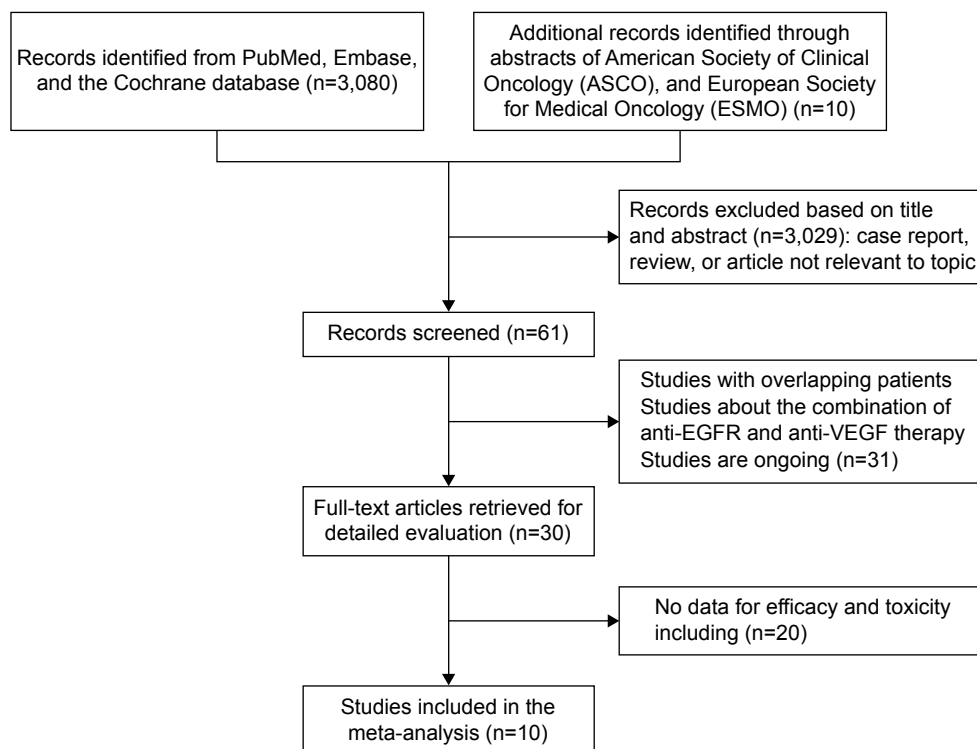 Records identified from PubMed, Embase,
and the Cochrane database (n=3,080)
Additional records identified through
abstracts of American Society of Clinical
Oncology (ASCO), and European Society
for Medical Oncology (ESMO) (n=10)
Records excluded based on title
and abstract (n=3,029): case report,
review, or article not relevant to topic
Records screened (n=61)
Studies with overlapping patients
Studies about the combination of
anti-EGFR and anti-VEGF therapy
Studies are ongoing (n=31)
Full-text articles retrieved for
detailed evaluation (n=30)
No data for efficacy and toxicity
including (n=20)
Studies included in the
meta-analysis (n=10)